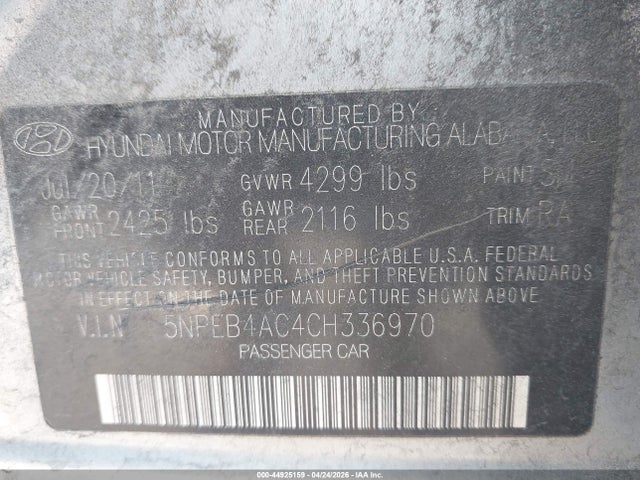 MANUFACTURED BY
HYUNDAI MOTOR MANUFACTURING
JUL/20/11 GVWR 4299 lbs PAINT
GAWR FRONT 2425 lbs GAWR REAR 2116 lbs TRIM RA
THIS VEHICLE CONFORMS TO ALL APPLICABLE U.S.A. FEDERAL
MOTOR VEHICLE SAFETY, BUMPER, AND THEFT PREVENTION STANDARDS
IN EFFECT ON THE DATE OF MANUFACTURE SHOWN ABOVE
V.I.N 5NPEB4AC4CH336970
PASSENGER CAR
000-44925159 - 04/24/2026 - IAA Inc.